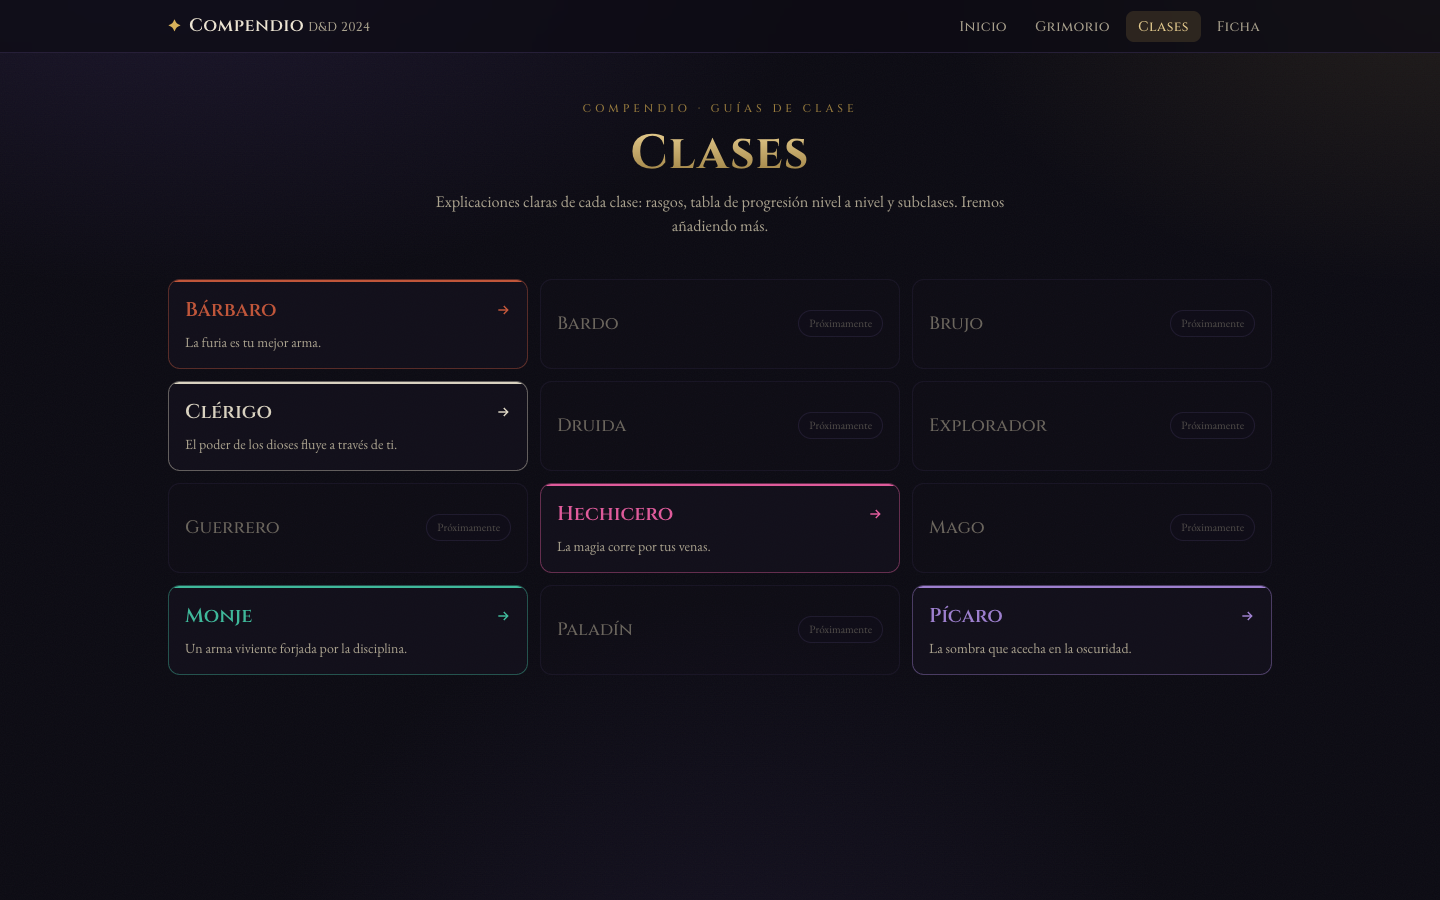 ✦ Compendio D&D 2024
Inicio Grimorio Clases Ficha
COMPENDIO · GUÍAS DE CLASE
Clases
Explicaciones claras de cada clase: rasgos, tabla de progresión nivel a nivel y subclases. Iremos
añadiendo más.
Bárbaro →
La furia es tu mejor arma.
Bardo Próximamente
Brujo Próximamente
Clérigo →
El poder de los dioses fluye a través de ti.
Druida Próximamente
Explorador Próximamente
Guerrero Próximamente
Hechicero →
La magia corre por tus venas.
Mago Próximamente
Monje →
Un arma viviente forjada por la disciplina.
Paladín Próximamente
Pícaro →
La sombra que acecha en la oscuridad.